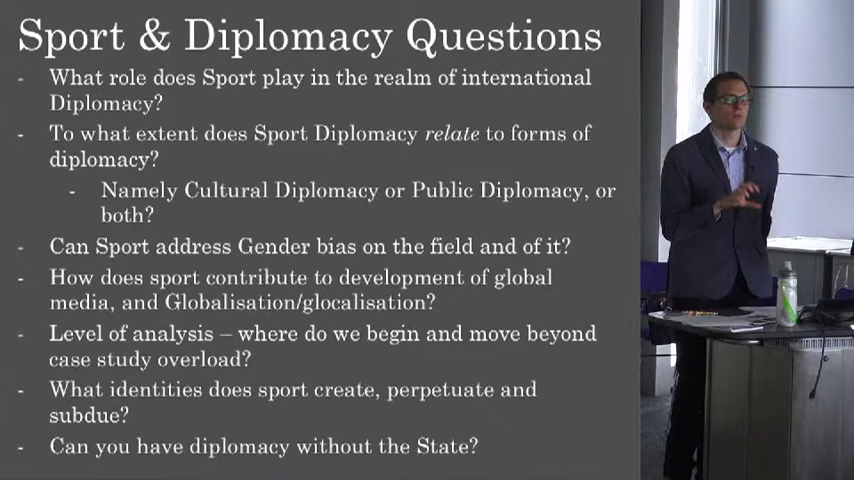 Sport & Diplomacy Questions
- What role does Sport play in the realm of international
Diplomacy?
- To what extent does Sport Diplomacy relate to forms of
diplomacy?
- Namely Cultural Diplomacy or Public Diplomacy, or
both?
- Can Sport address Gender bias on the field and of it?
- How does sport contribute to development of global
media, and Globalisation/glocalisation?
- Level of analysis – where do we begin and move beyond
case study overload?
- What identities does sport create, perpetuate and
subdue?
- Can you have diplomacy without the State?